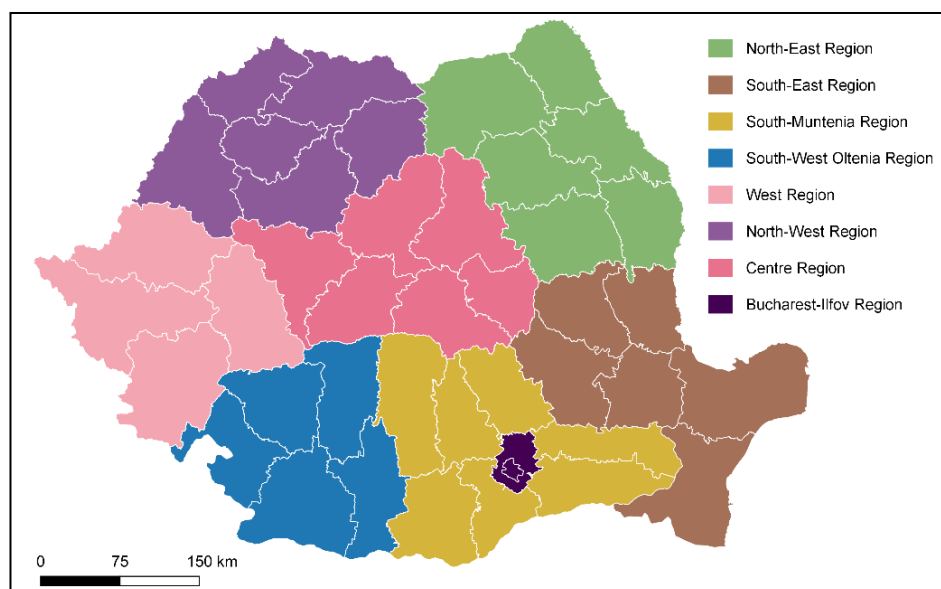 North-East Region
South-East Region
South-Muntenia Region
South-West Oltenia Region
West Region
North-West Region
Centre Region
Bucharest-Ilfov Region
0 75 150 km